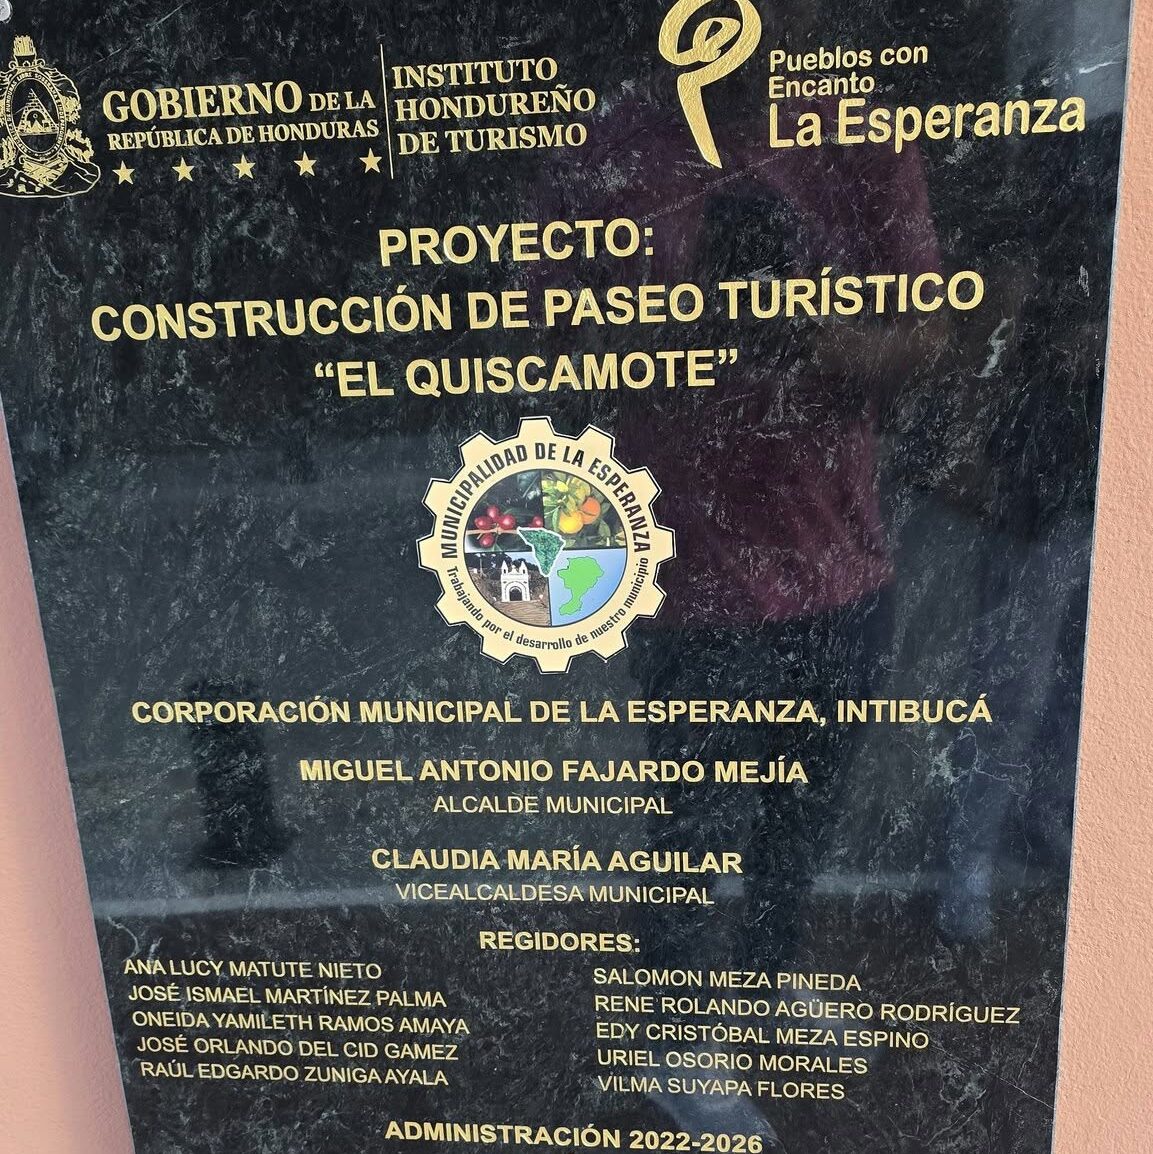 GOBIERNO DE LA
REPÚBLICA DE HONDURAS
INSTITUTO
HONDUREÑO
DE TURISMO
Pueblos con
Encanto
La Esperanza
PROYECTO:
CONSTRUCCIÓN DE PASEO TURÍSTICO
“EL QUISCAMOTE”
MUNICIPALIDAD DE LA ESPERANZA
Trabajando por el desarrollo de nuestro municipio
CORPORACIÓN MUNICIPAL DE LA ESPERANZA, INTIBUCÁ
MIGUEL ANTONIO FAJARDO MEJÍA
ALCALDE MUNICIPAL
CLAUDIA MARÍA AGUILAR
VICEALCALDESA MUNICIPAL
REGIDORES:
ANA LUCY MATUTE NIETO
JOSÉ ISMAEL MARTÍNEZ PALMA
ONEIDA YAMILETH RAMOS AMAYA
JOSÉ ORLANDO DEL CID GAMEZ
RAÚL EDGARDO ZUNIGA AYALA
SALOMON MEZA PINEDA
RENE ROLANDO AGÜERO RODRÍGUEZ
EDY CRISTÓBAL MEZA ESPINO
URIEL OSORIO MORALES
VILMA SUYAPA FLORES
ADMINISTRACIÓN 2022-2026